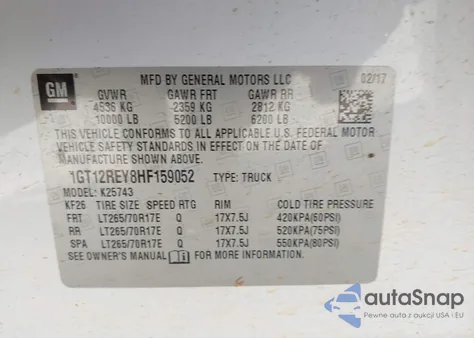 GM MFD BY GENERAL MOTORS LLC 02/17
GVWR GAWR FRT GAWR RR
4536 KG 2359 KG 2812 KG
10000 LB 5200 LB 6200 LB
THIS VEHICLE CONFORMS TO ALL APPLICABLE U.S. FEDERAL MOTOR
VEHICLE SAFETY STANDARDS IN EFFECT ON THE DATE OF
MANUFACTURE SHOWN ABOVE.
1GT12REY8HF159052 TYPE: TRUCK
MODEL: K25743
KF26 TIRE SIZE SPEED RTG RIM COLD TIRE PRESSURE
FRT LT265/70R17E Q 17X7.5J 420KPA(60PSI)
RR LT265/70R17E Q 17X7.5J 520KPA(75PSI)
SPA LT265/70R17E Q 17X7.5J 550KPA(80PSI)
SEE OWNER'S MANUAL FOR MORE INFORMATION.
autoSnap
Pewne auta z aukcji USA i EU